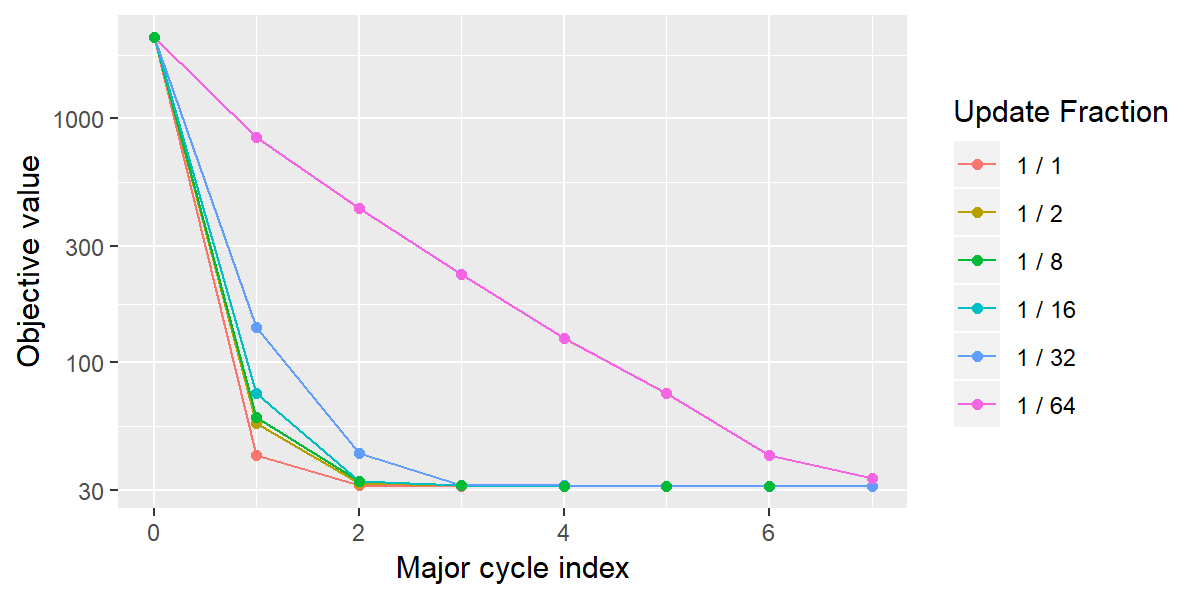 Objective value
1000
300
100
30
0
2
4
6
Major cycle index
Update Fraction
1 / 1
1 / 2
1 / 8
1 / 16
1 / 32
1 / 64